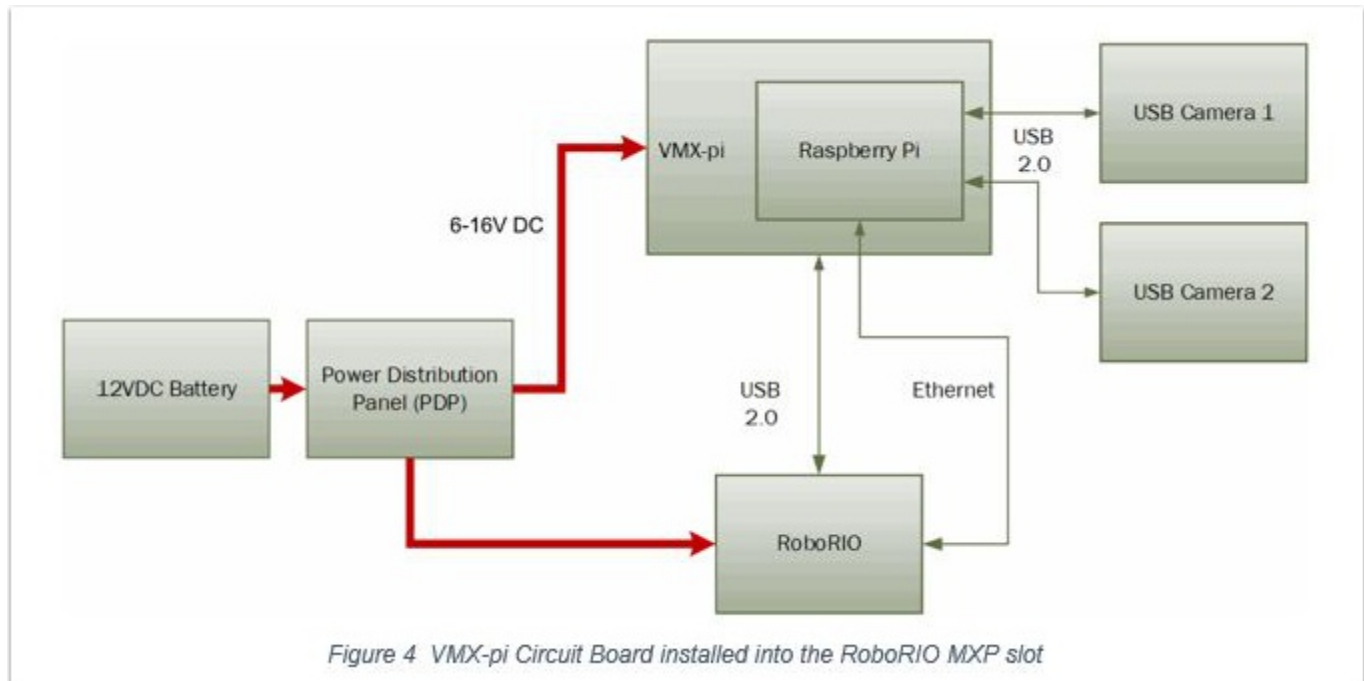 VMX-pi
Raspberry Pi
USB Camera 1
USB
2.0
6-16V DC
USB Camera 2
12VDC Battery
Power Distribution
Panel (PDP)
USB
2.0
Ethernet
RoboRIO
Figure 4 VMX-pi Circuit Board installed into the RoboRIO MXP slot